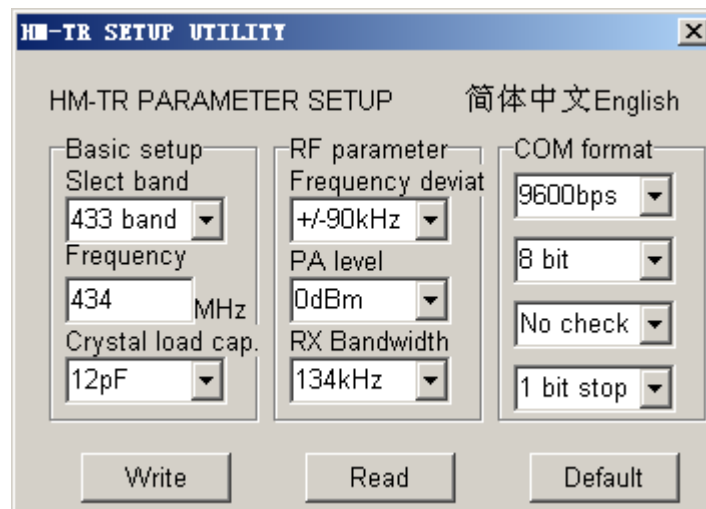 HM-TR SETUP UTILITY
HM-TR PARAMETER SETUP
简体中文English
Basic setup
Slect band
433 band
Frequency
434 MHz
Crystal load cap.
12pF
RF parameter
Frequency deviat
+/-90kHz
PA level
0dBm
RX Bandwidth
134kHz
COM format
9600bps
8 bit
No check
1 bit stop
Write
Read
Default